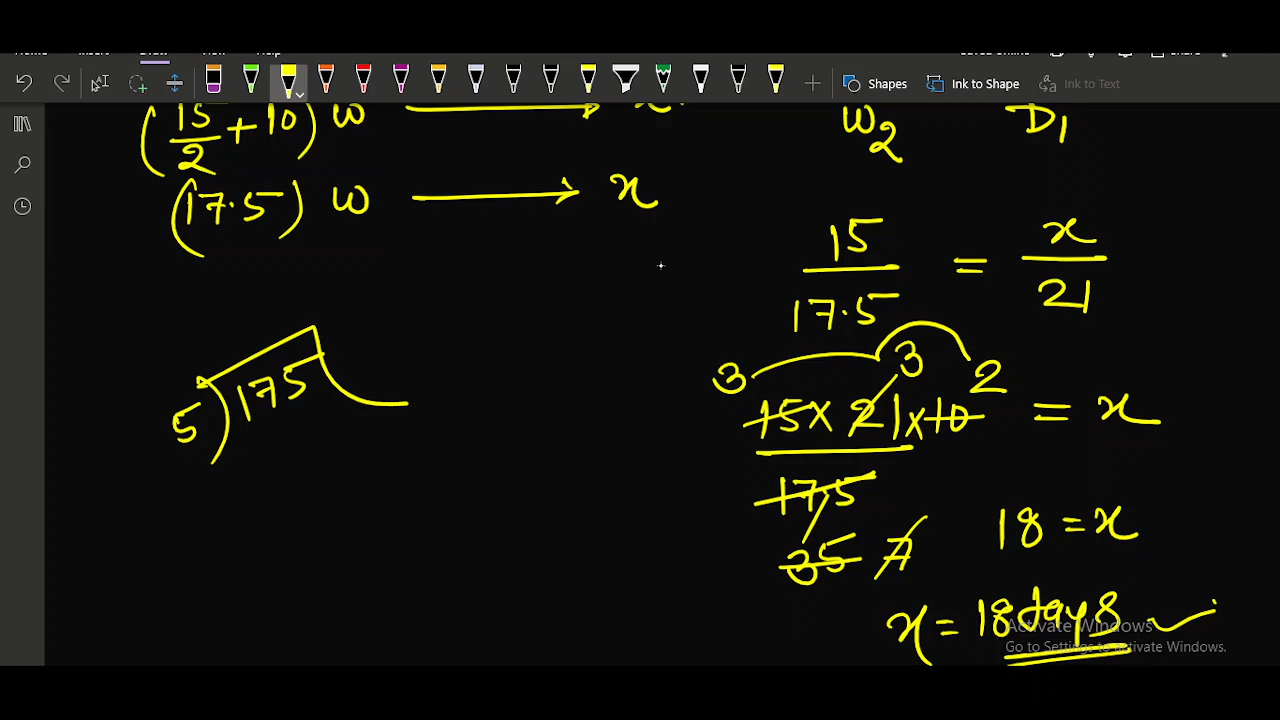 Shapes Ink to Shape Ink to Text
(15/2 + 10) W ⟶ x
W2 D1
(17.5) W ⟶ x
15/17.5 = x/21
5)175(
3 3 2
15 x 21 x 10 = x
175
35 7
18 = x
x = 18 days ✓
Activate Windows
Go to Settings to activate Windows.